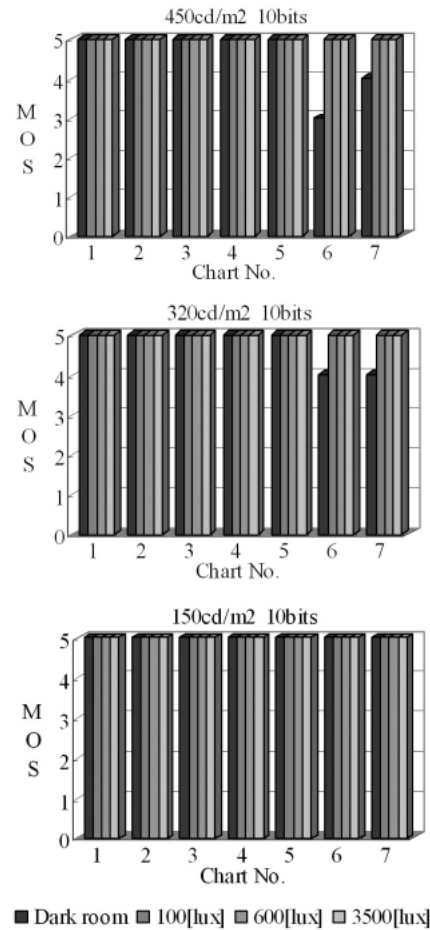 450cd/m2 10bits
5
4
3
2
1
0
M
O
S
1 2 3 4 5 6 7
Chart No.
320cd/m2 10bits
5
4
3
2
1
0
M
O
S
1 2 3 4 5 6 7
Chart No.
150cd/m2 10bits
5
4
3
2
1
0
M
O
S
1 2 3 4 5 6 7
Chart No.
Dark room 100[lux] 600[lux] 3500[lux]